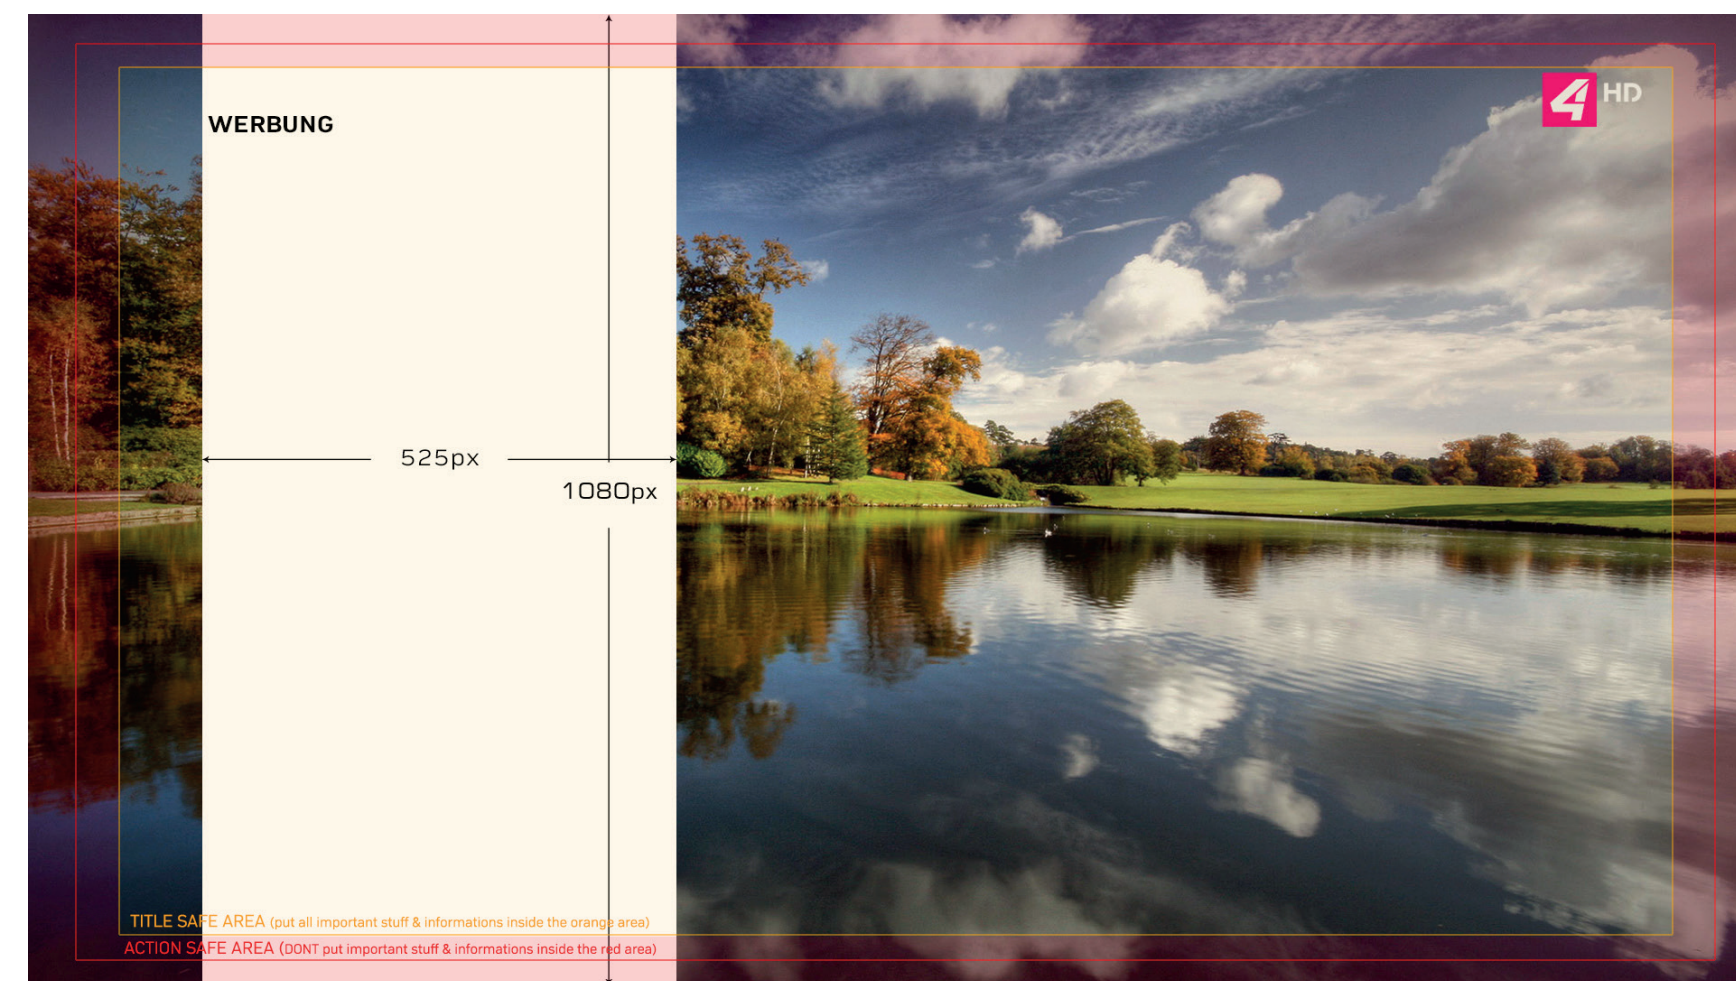 4 HD
WERBUNG
525px
1080px
TITLE SAFE AREA (put all important stuff & informations inside the orange area)
ACTION SAFE AREA (DONT put important stuff & informations inside the red area)